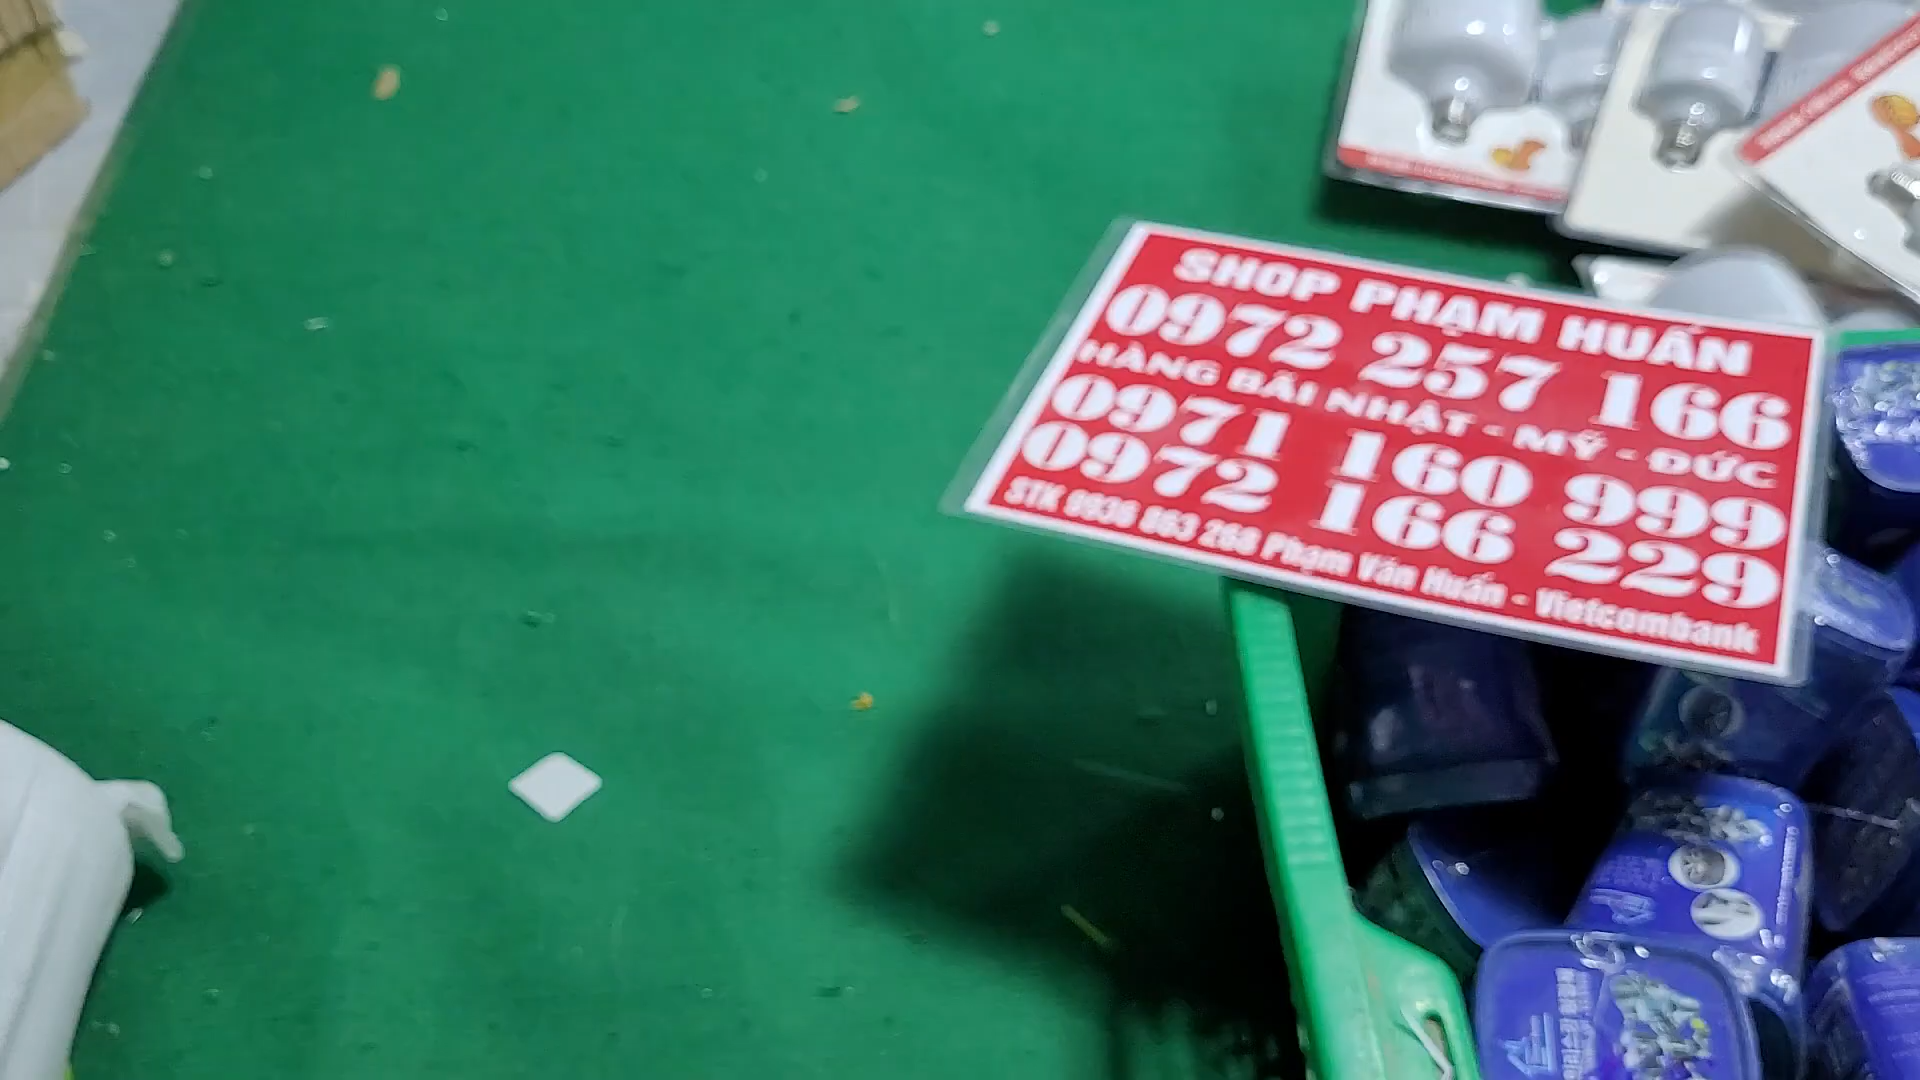 SHOP PHẠM HUẤN
0972 257 166
HÀNG BÃI NHẬT - MỸ - ĐỨC
0971 160 999
0972 166 229
STK 9936 863 268 Phạm Văn Huấn - Vietcombank